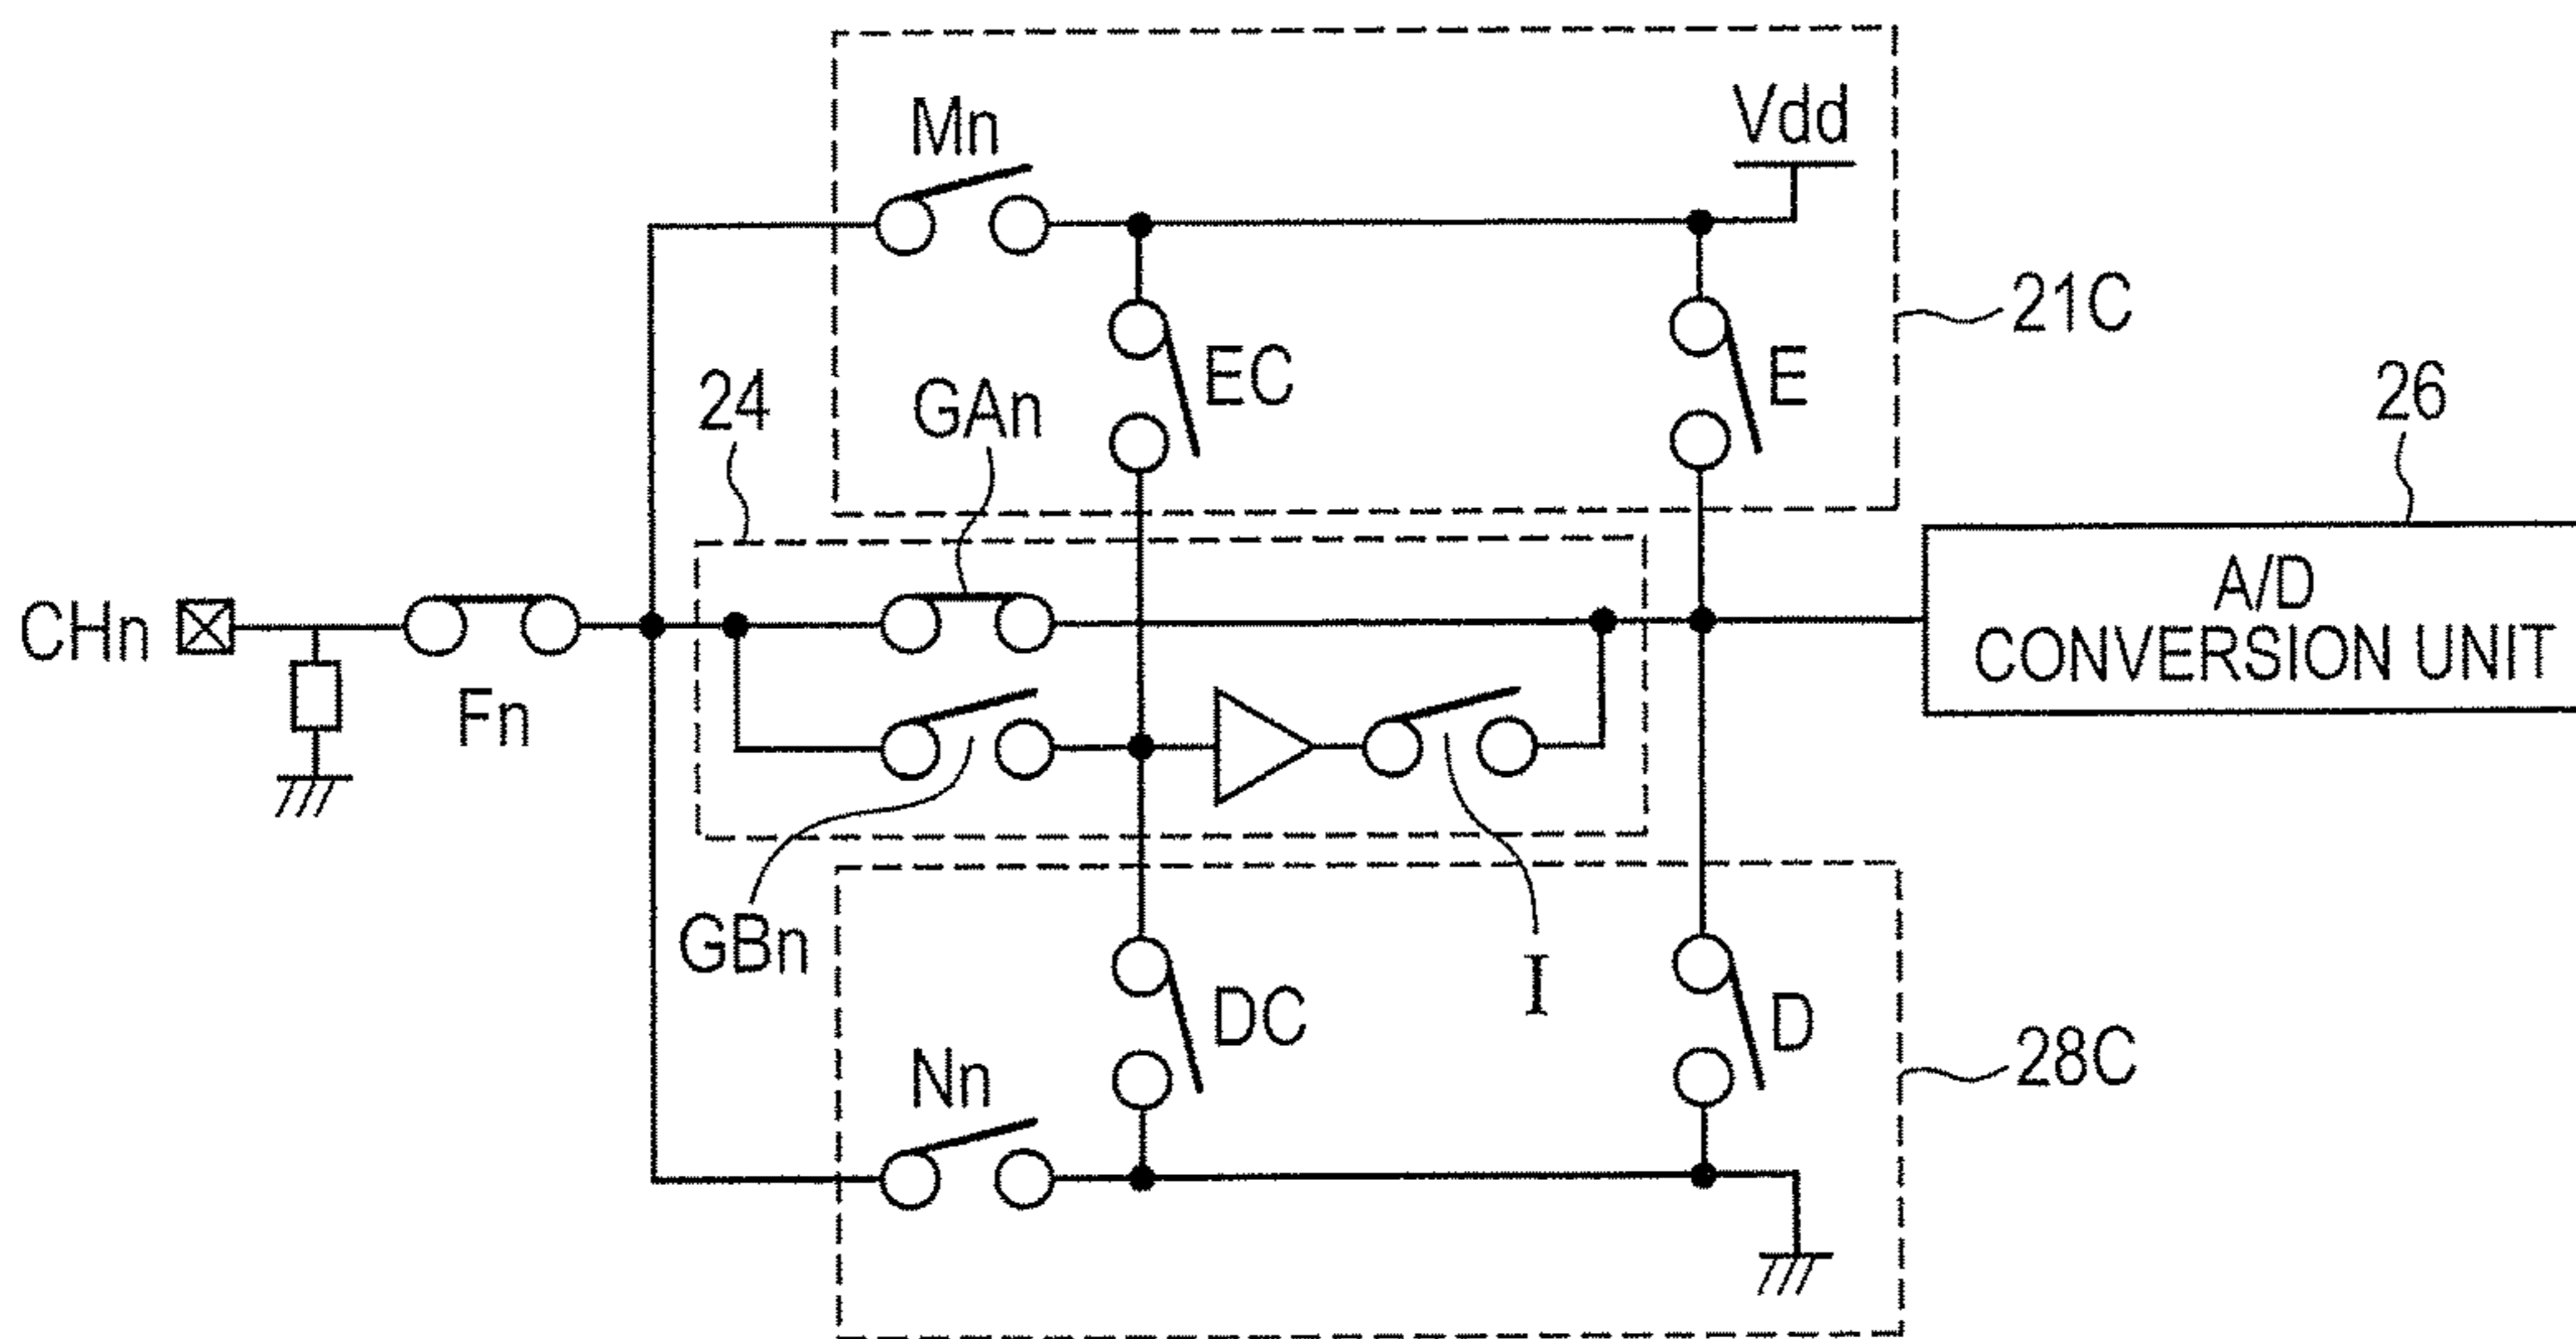 Mn
Vdd
EC
E
21C
24
GAn
26
CHn
Fn
A/D
CONVERSION UNIT
GBn
I
DC
D
Nn
28C